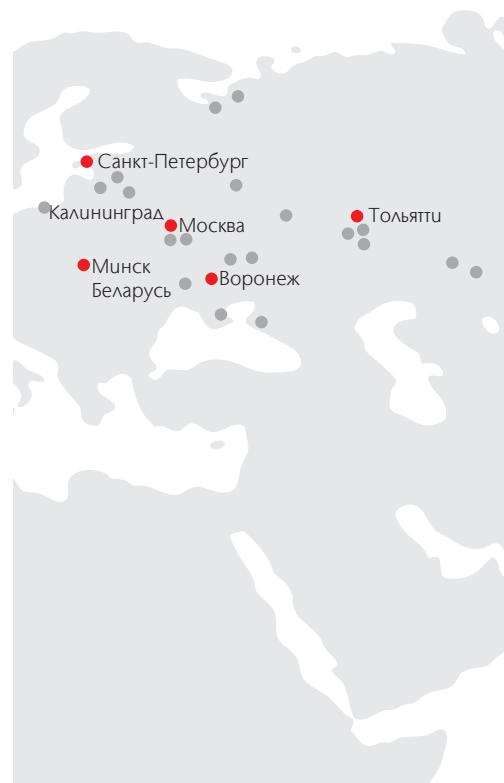 Санкт-Петербург
Калининград
Москва
Тольятти
Минск
Беларусь
Воронеж